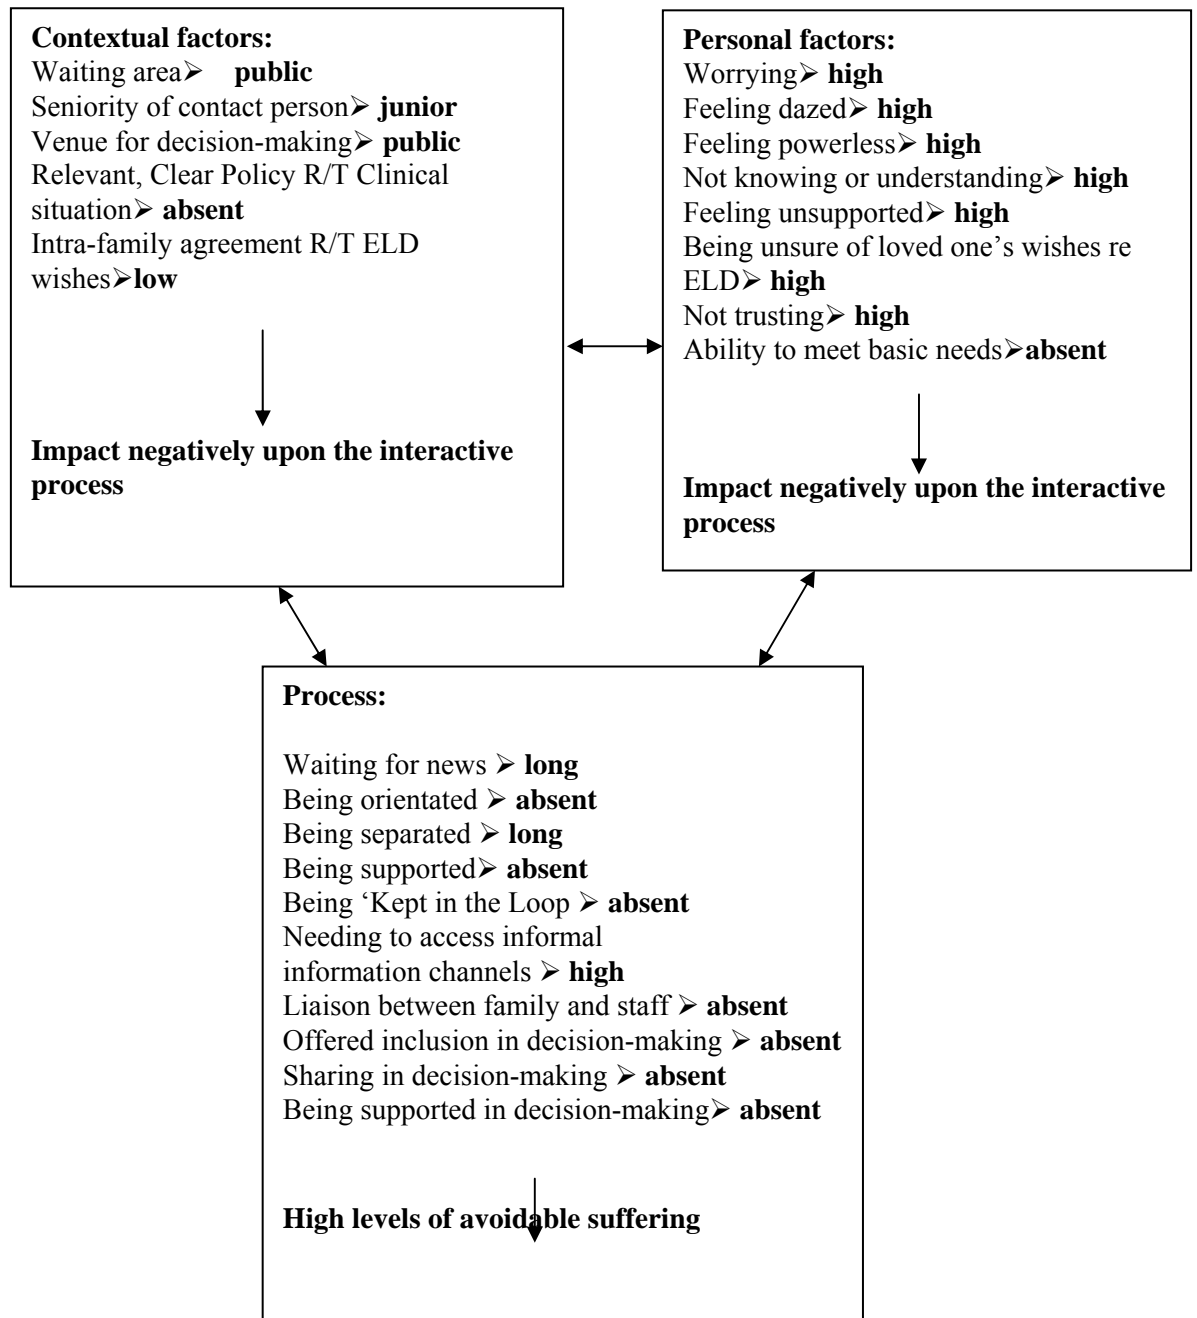 Contextual factors:
Waiting area➢ public
Seniority of contact person➢ junior
Venue for decision-making➢ public
Relevant, Clear Policy R/T Clinical
situation➢ absent
Intra-family agreement R/T ELD
wishes➢low
Impact negatively upon the interactive
process
Personal factors:
Worrying➢ high
Feeling dazed➢ high
Feeling powerless➢ high
Not knowing or understanding➢ high
Feeling unsupported➢ high
Being unsure of loved one’s wishes re
ELD➢ high
Not trusting➢ high
Ability to meet basic needs➢absent
Impact negatively upon the interactive
process
Process:
Waiting for news ➢ long
Being orientated ➢ absent
Being separated ➢ long
Being supported➢ absent
Being ‘Kept in the Loop ➢ absent
Needing to access informal
information channels ➢ high
Liaison between family and staff ➢ absent
Offered inclusion in decision-making ➢ absent
Sharing in decision-making ➢ absent
Being supported in decision-making➢ absent
High levels of avoidable suffering